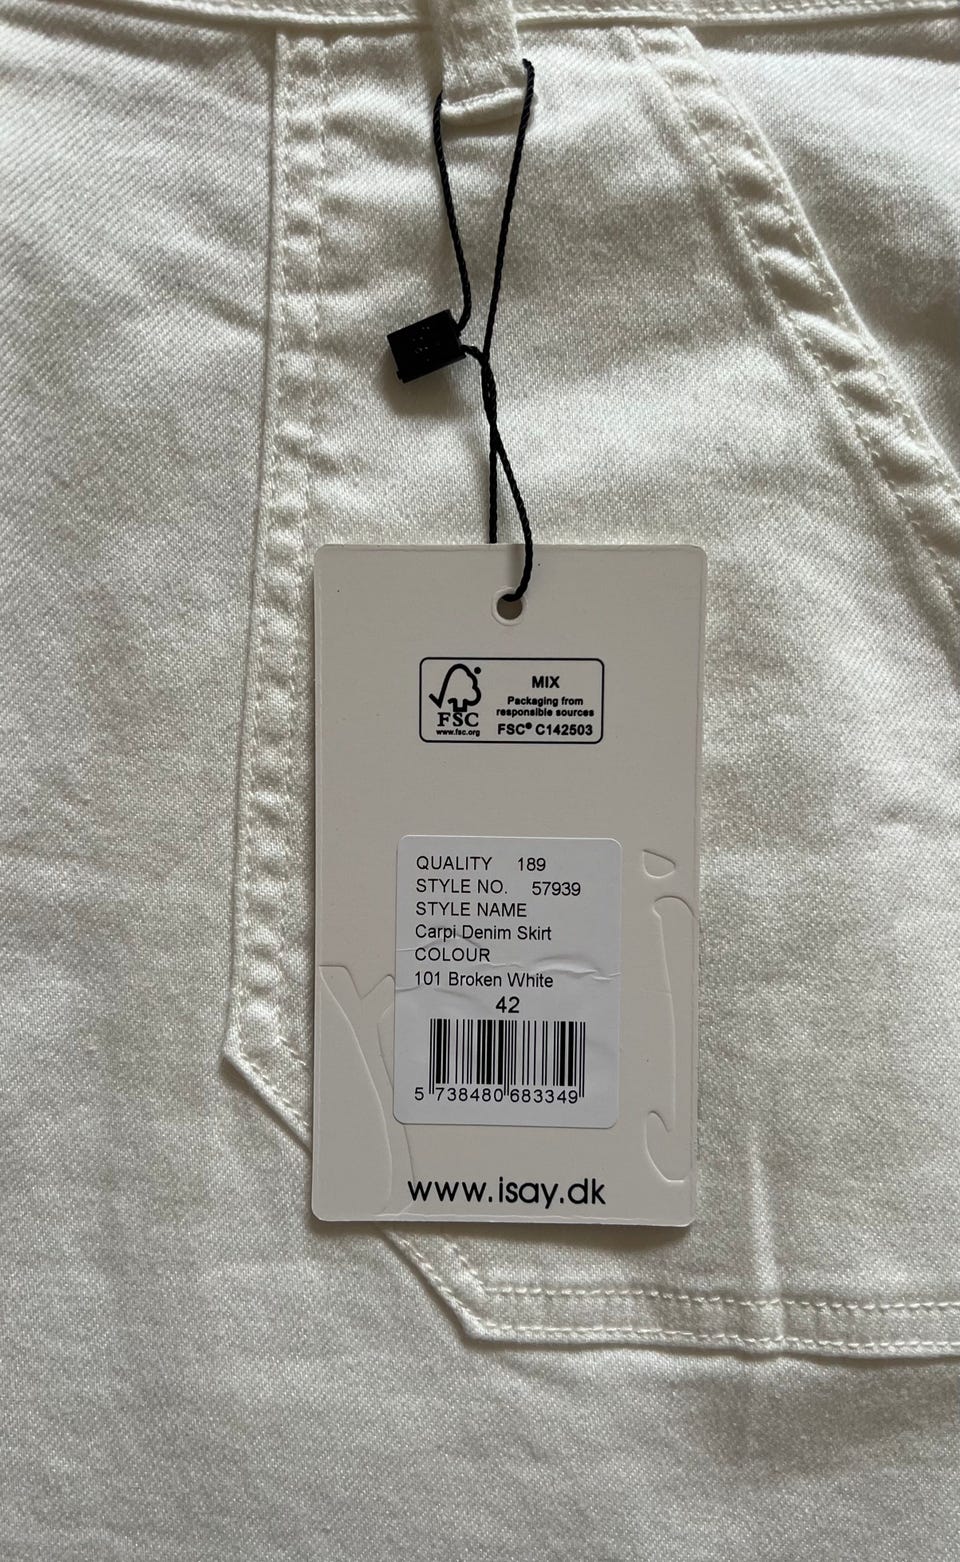 MIX
Packaging from
responsible sources
FSC
www.fsc.org
FSC® C142503
QUALITY 189
STYLE NO. 57939
STYLE NAME
Carpi Denim Skirt
COLOUR
101 Broken White
42
5 738480 683349
www.isay.dk